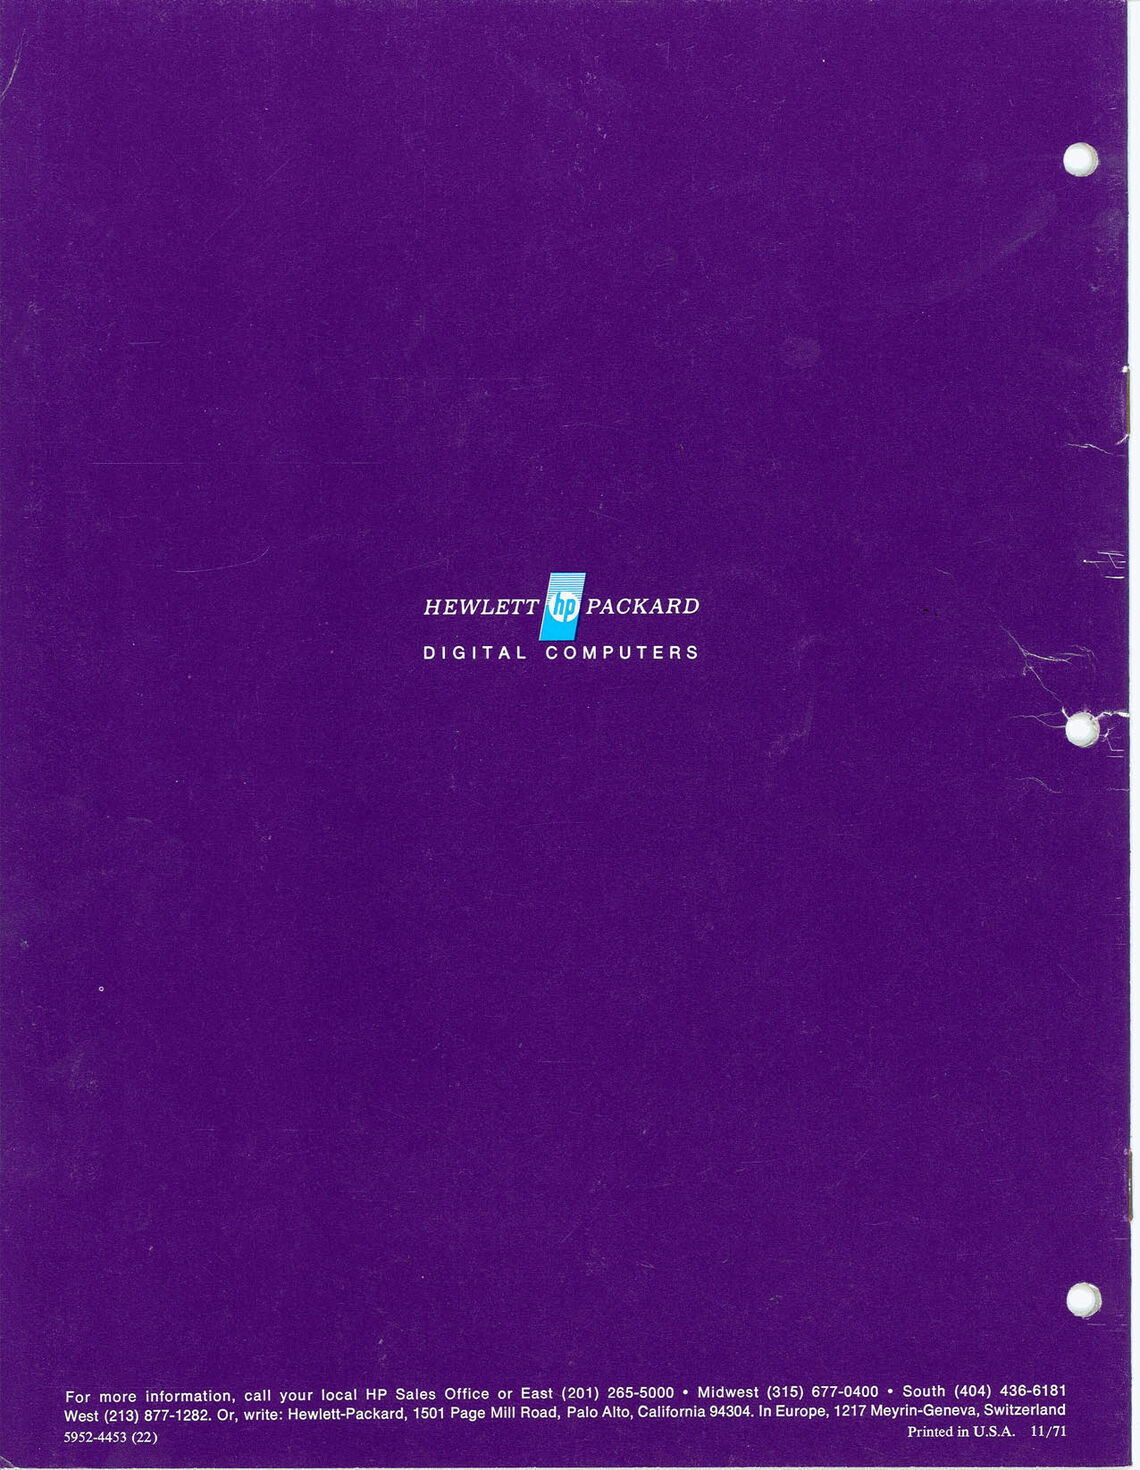 HEWLETT hp PACKARD
DIGITAL COMPUTERS
For more information, call your local HP Sales Office or East (201) 265-5000 • Midwest (315) 677-0400 • South (404) 436-6181
West (213) 877-1282. Or, write: Hewlett-Packard, 1501 Page Mill Road, Palo Alto, California 94304. In Europe, 1217 Meyrin-Geneva, Switzerland
5952-4453 (22) Printed in U.S.A. 11/71